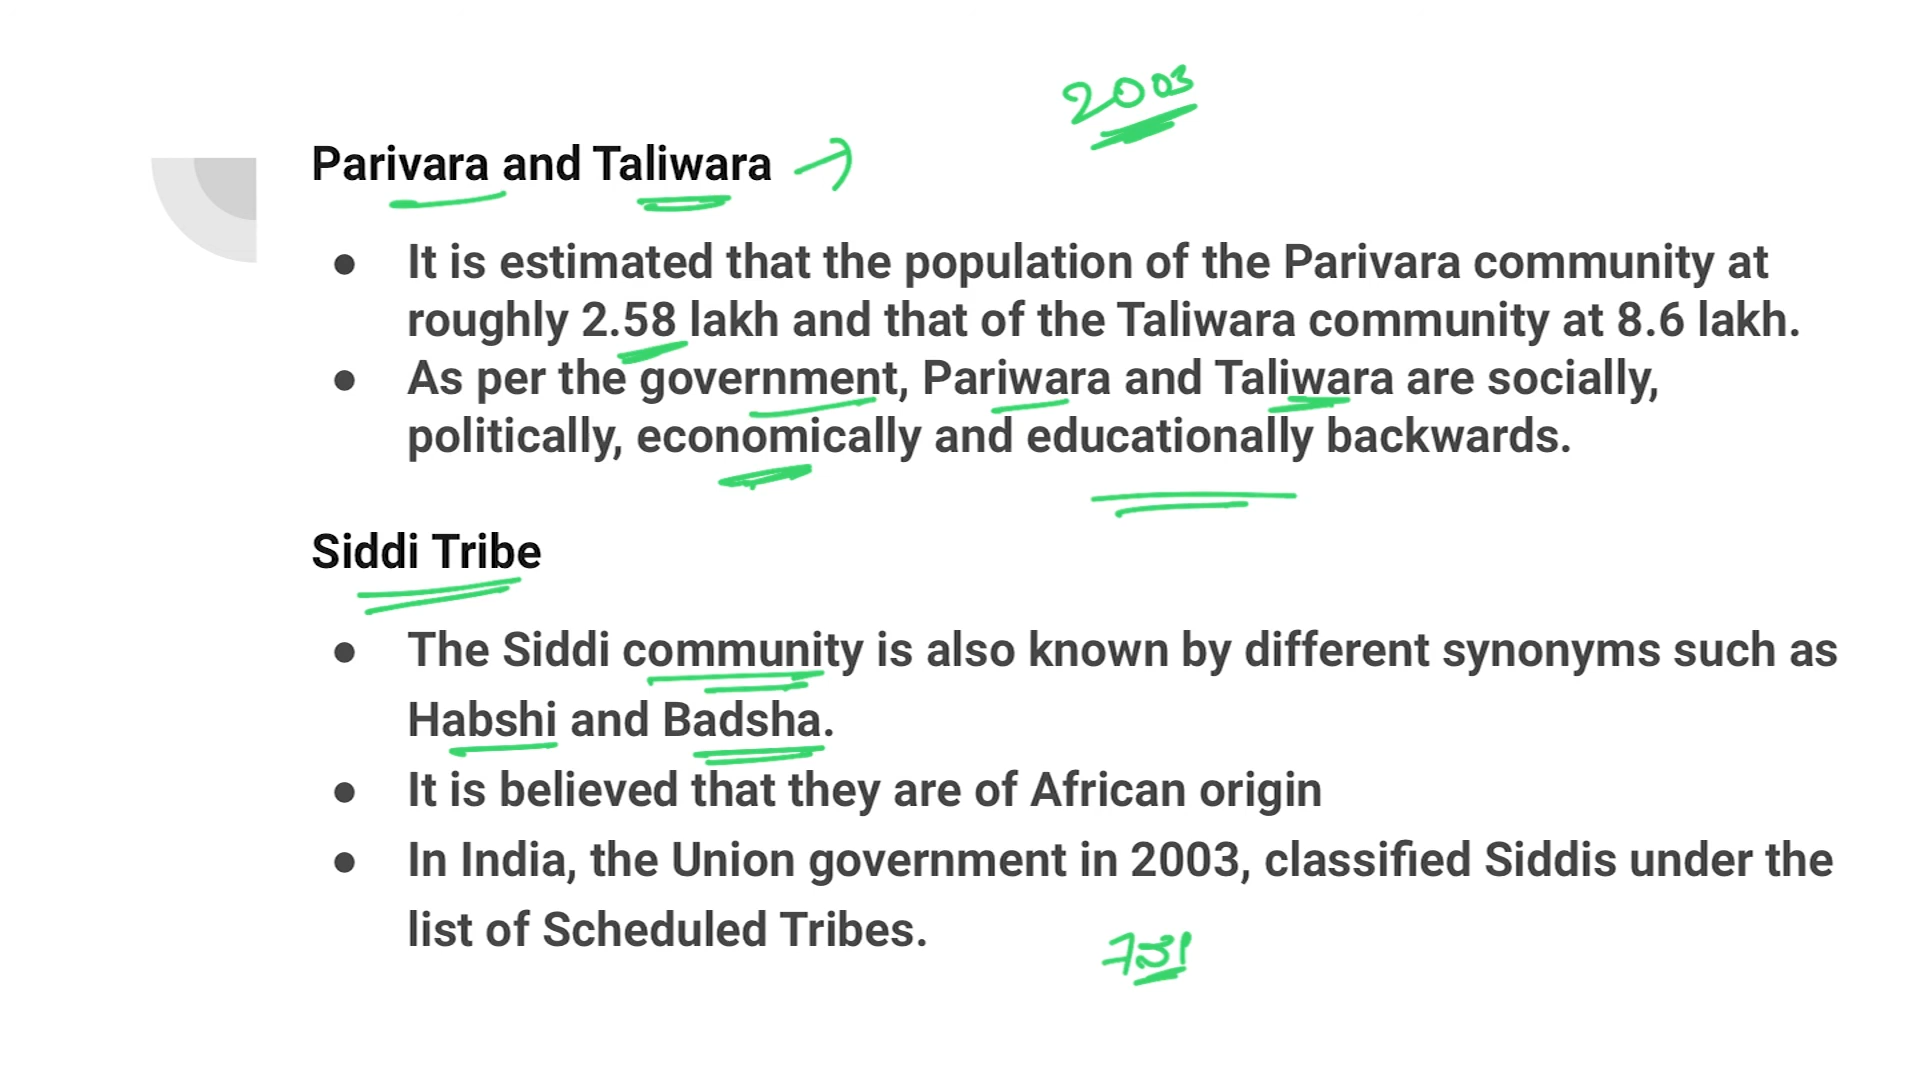 2003
Parivara and Taliwara
● It is estimated that the population of the Parivara community at
roughly 2.58 lakh and that of the Taliwara community at 8.6 lakh.
● As per the government, Pariwara and Taliwara are socially,
politically, economically and educationally backwards.
Siddi Tribe
● The Siddi community is also known by different synonyms such as
Habshi and Badsha.
● It is believed that they are of African origin
● In India, the Union government in 2003, classified Siddis under the
list of Scheduled Tribes.